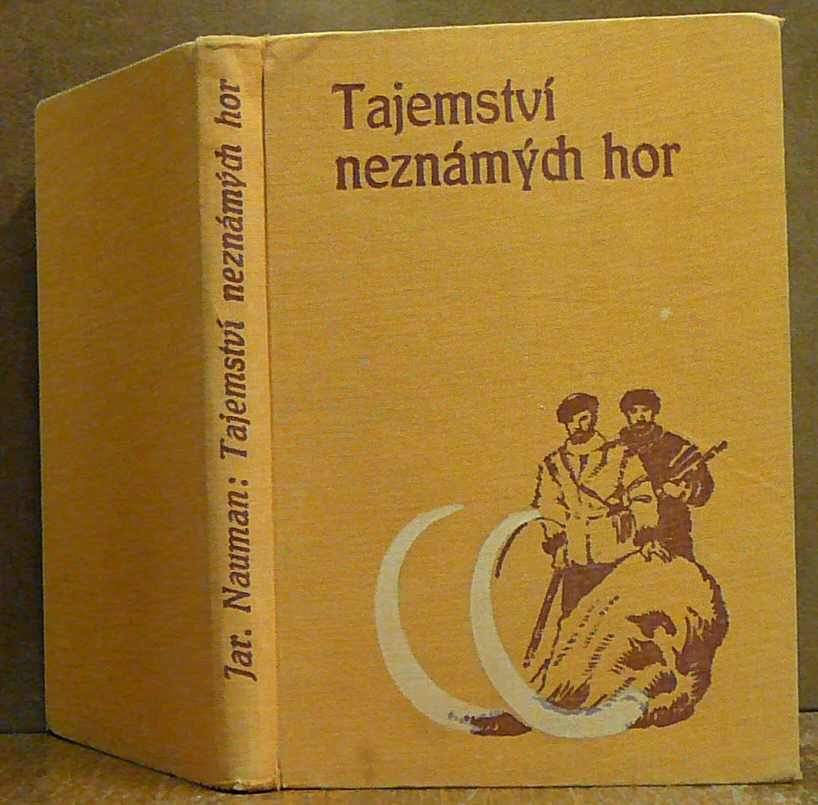 Tajemství
neznámých hor
Jar. Nauman: Tajemství neznámých hor